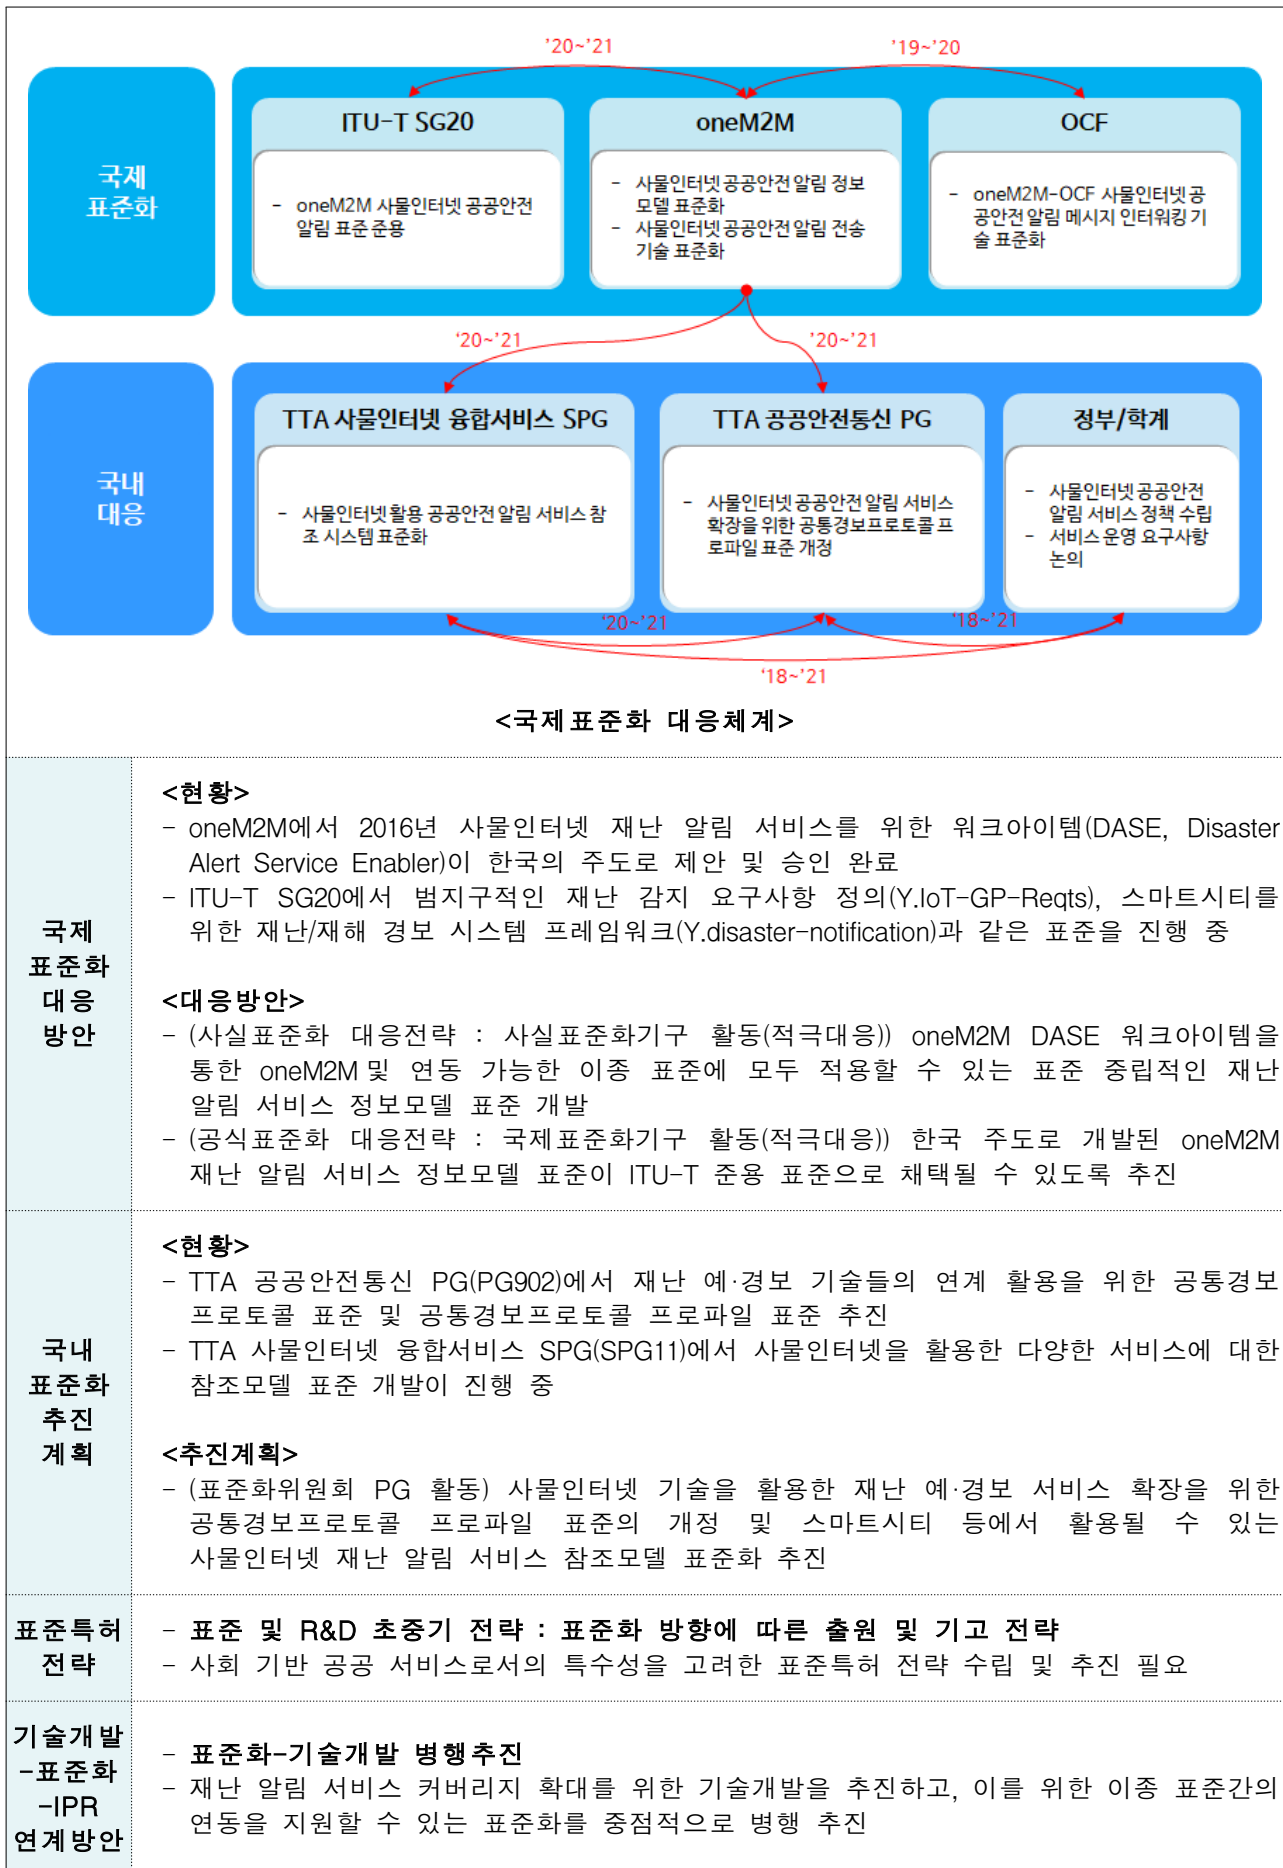 '20~'21
'19~'20
국제
표준화
ITU-T SG20
- oneM2M 사물인터넷 공공안전
알림 표준 준용
oneM2M
- 사물인터넷 공공안전 알림 정보
모델 표준화
- 사물인터넷 공공안전 알림 전송
기술 표준화
OCF
- oneM2M-OCF 사물인터넷 공
공안전 알림 메시지 인터워킹 기
술 표준화
'20~'21
'20~'21
국내
대응
TTA 사물인터넷 융합서비스 SPG
- 사물인터넷 활용 공공안전 알림 서비스 참
조 시스템 표준화
TTA 공공안전통신 PG
- 사물인터넷 공공안전 알림 서비스
확장을 위한 공통경보프로토콜 프
로파일 표준 개정
정부/학계
- 사물인터넷 공공안전
알림 서비스 정책 수립
- 서비스 운영 요구사항
논의
'20~'21
'18~'21
'18~'21
<국제표준화 대응체계>
국제
표준화
대응
방안
<현황>
- oneM2M에서 2016년 사물인터넷 재난 알림 서비스를 위한 워크아이템(DASE, Disaster
Alert Service Enabler)이 한국의 주도로 제안 및 승인 완료
- ITU-T SG20에서 범지구적인 재난 감지 요구사항 정의(Y.IoT-GP-Reqts), 스마트시티를
위한 재난/재해 경보 시스템 프레임워크(Y.disaster-notification)과 같은 표준을 진행 중
<대응방안>
- (사실표준화 대응전략 : 사실표준화기구 활동(적극대응)) oneM2M DASE 워크아이템을
통한 oneM2M 및 연동 가능한 이종 표준에 모두 적용할 수 있는 표준 중립적인 재난
알림 서비스 정보모델 표준 개발
- (공식표준화 대응전략 : 국제표준화기구 활동(적극대응)) 한국 주도로 개발된 oneM2M
재난 알림 서비스 정보모델 표준이 ITU-T 준용 표준으로 채택될 수 있도록 추진
국내
표준화
추진
계획
<현황>
- TTA 공공안전통신 PG(PG902)에서 재난 예·경보 기술들의 연계 활용을 위한 공통경보
프로토콜 표준 및 공통경보프로토콜 프로파일 표준 추진
- TTA 사물인터넷 융합서비스 SPG(SPG11)에서 사물인터넷을 활용한 다양한 서비스에 대한
참조모델 표준 개발이 진행 중
<추진계획>
- (표준화위원회 PG 활동) 사물인터넷 기술을 활용한 재난 예·경보 서비스 확장을 위한
공통경보프로토콜 프로파일 표준의 개정 및 스마트시티 등에서 활용될 수 있는
사물인터넷 재난 알림 서비스 참조모델 표준화 추진
표준특허
전략
- 표준 및 R&D 초중기 전략 : 표준화 방향에 따른 출원 및 기고 전략
- 사회 기반 공공 서비스로서의 특수성을 고려한 표준특허 전략 수립 및 추진 필요
기술개발
-표준화
-IPR
연계방안
- 표준화-기술개발 병행추진
- 재난 알림 서비스 커버리지 확대를 위한 기술개발을 추진하고, 이를 위한 이종 표준간의
연동을 지원할 수 있는 표준화를 중점적으로 병행 추진